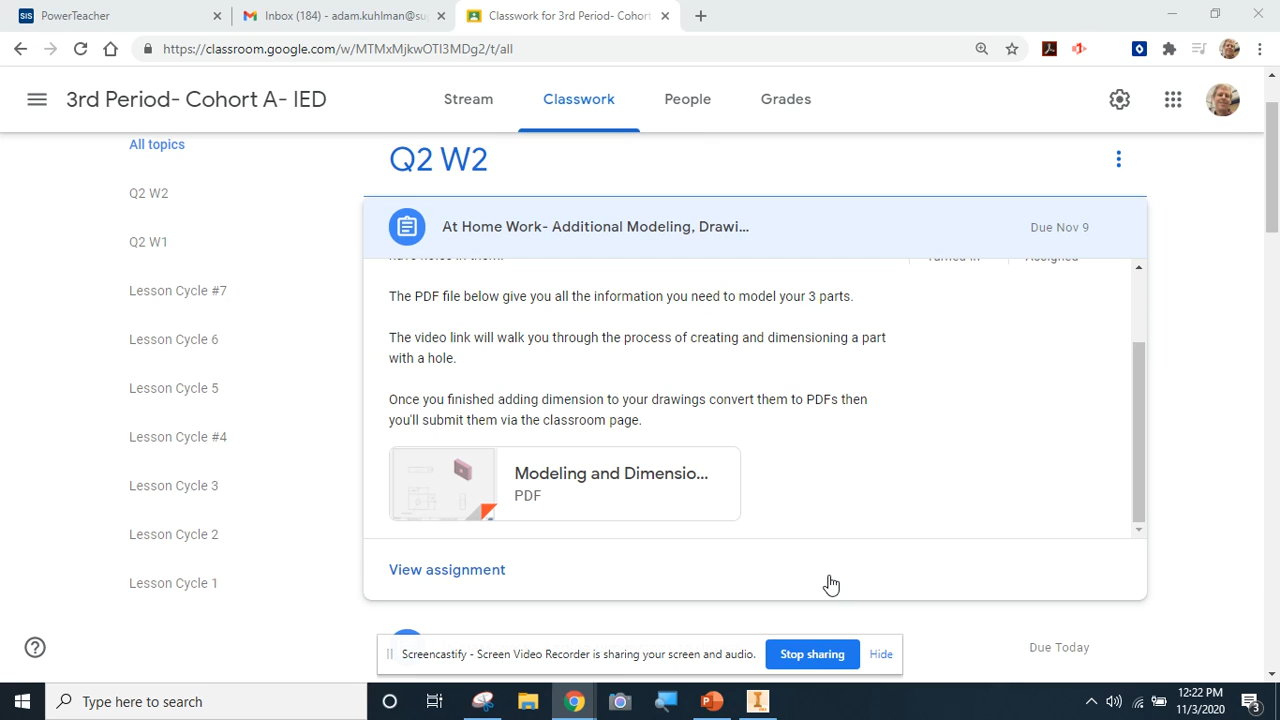 PowerTeacher
Inbox (184) - adam.kuhlman@su
Classwork for 3rd Period- Cohort
https://classroom.google.com/w/MTMxMjkwOTI3MDg2/t/all
3rd Period- Cohort A- IED
Stream
Classwork
People
Grades
All topics
Q2 W2
Q2 W1
Lesson Cycle #7
Lesson Cycle 6
Lesson Cycle 5
Lesson Cycle #4
Lesson Cycle 3
Lesson Cycle 2
Lesson Cycle 1
Q2 W2
At Home Work- Additional Modeling, Drawi...
Due Nov 9
The PDF file below give you all the information you need to model your 3 parts.
The video link will walk you through the process of creating and dimensioning a part
with a hole.
Once you finished adding dimension to your drawings convert them to PDFs then
you'll submit them via the classroom page.
Modeling and Dimensio...
PDF
View assignment
Due Today
Screencastify - Screen Video Recorder is sharing your screen and audio.
Stop sharing
Hide
Type here to search
12:22 PM
11/3/2020
3